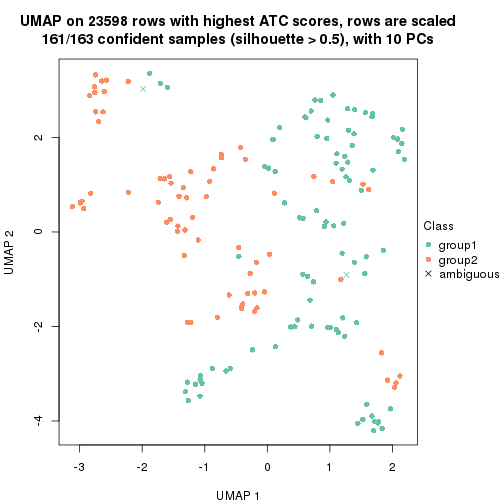 UMAP on 23598 rows with highest ATC scores, rows are scaled
161/163 confident samples (silhouette > 0.5), with 10 PCs
2
0
-2
-4
UMAP 2
-3
-2
-1
0
1
2
UMAP 1
Class
group1
group2
ambiguous